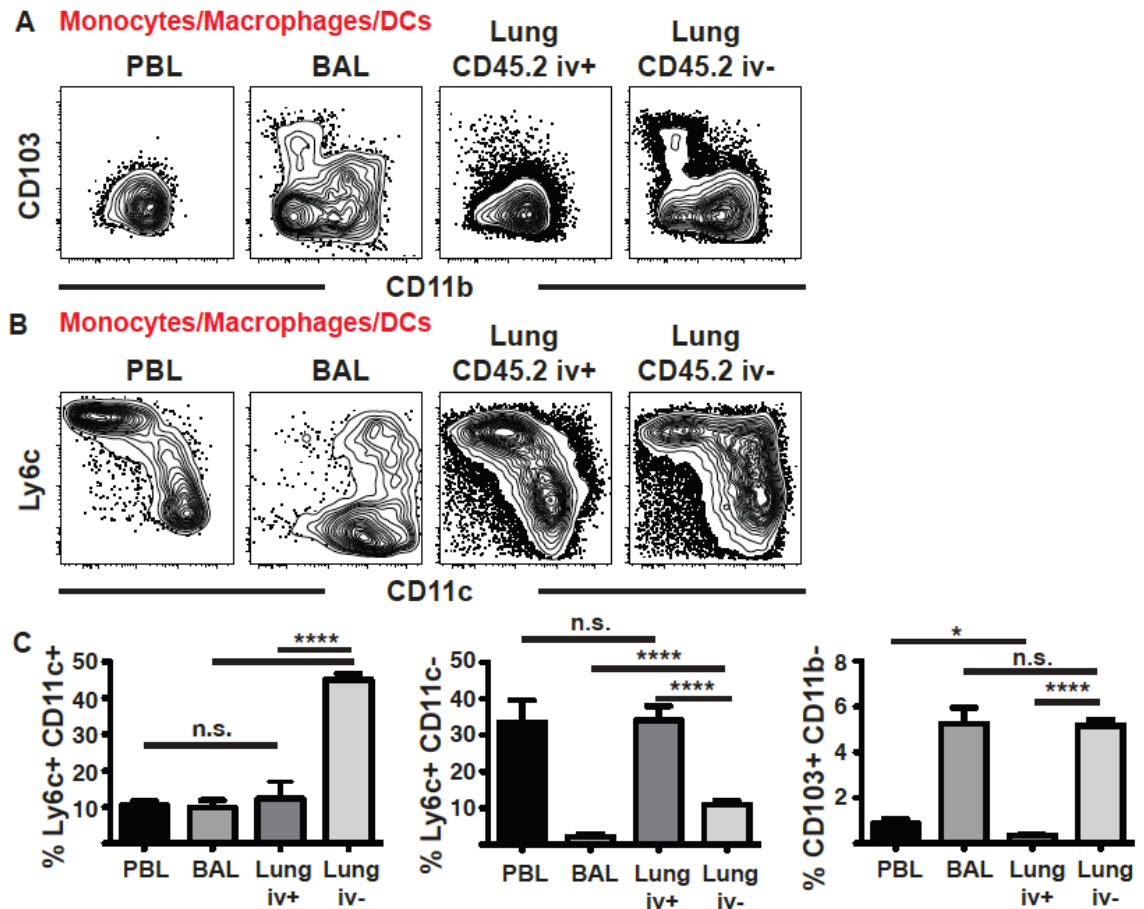 A Monocytes/Macrophages/DCs
PBL
BAL
Lung
CD45.2 iv+
Lung
CD45.2 iv-
CD103
CD11b
B Monocytes/Macrophages/DCs
PBL
BAL
Lung
CD45.2 iv+
Lung
CD45.2 iv-
Ly6c
CD11c
C
% Ly6c+ CD11c+
50
40
30
20
10
n.s.
****
PBL
BAL
Lung
iv+
Lung
iv-
% Ly6c+ CD11c-
50
40
30
20
10
n.s.
****
****
PBL
BAL
Lung
iv+
Lung
iv-
% CD103+ CD11b-
8
6
4
2
*
n.s.
****
PBL
BAL
Lung
iv+
Lung
iv-